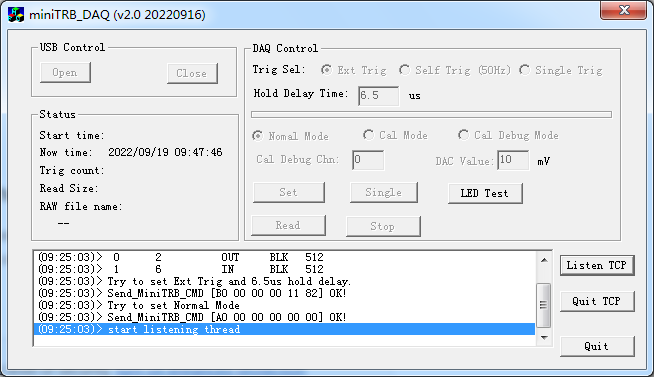 miniTRB_DAQ (v2.0 20220916)
USB Control
Open
Close
Status
Start time:
Now time: 2022/09/19 09:47:46
Trig count:
Read Size:
RAW file name:
--
DAQ Control
Trig Sel: Ext Trig Self Trig (50Hz) Single Trig
Hold Delay Time: 6.5 us
Nomal Mode Cal Mode Cal Debug Mode
Cal Debug Chn: 0 DAC Value: 10 mV
Set Single LED Test
Read Stop
(09:25:03)> 0 2 OUT BLK 512
(09:25:03)> 1 6 IN BLK 512
(09:25:03)> Try to set Ext Trig and 6.5us hold delay.
(09:25:03)> Send_MiniTRB_CMD [B0 00 00 00 11 82] OK!
(09:25:03)> Try to set Normal Mode
(09:25:03)> Send_MiniTRB_CMD [A0 00 00 00 00 00] OK!
(09:25:03)> start listening thread
Listen TCP
Quit TCP
Quit